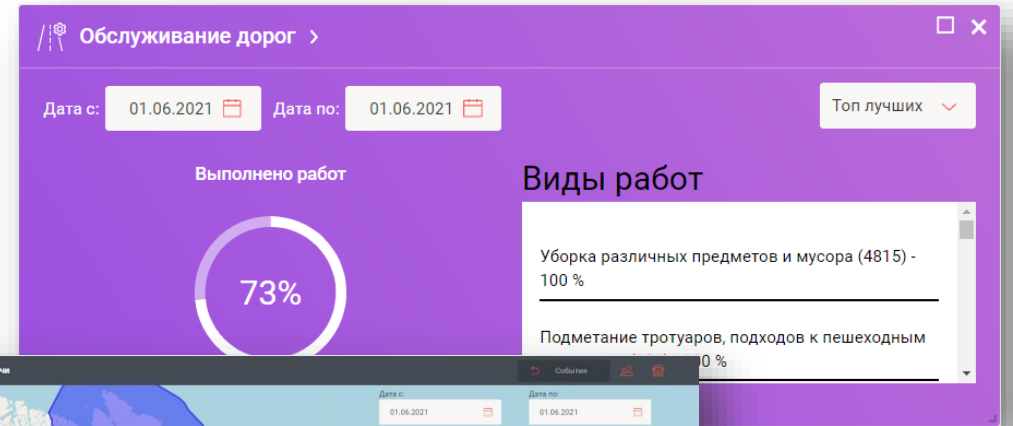 Обслуживание дорог >
Дата с: 01.06.2021 Дата по: 01.06.2021 Топ лучших
Выполнено работ
Виды работ
73%
Уборка различных предметов и мусора (4815) -
100 %
Подметание тротуаров, подходов к пешеходным
0 %
чи
События
Дата с: Дата по:
01.06.2021 01.06.2021